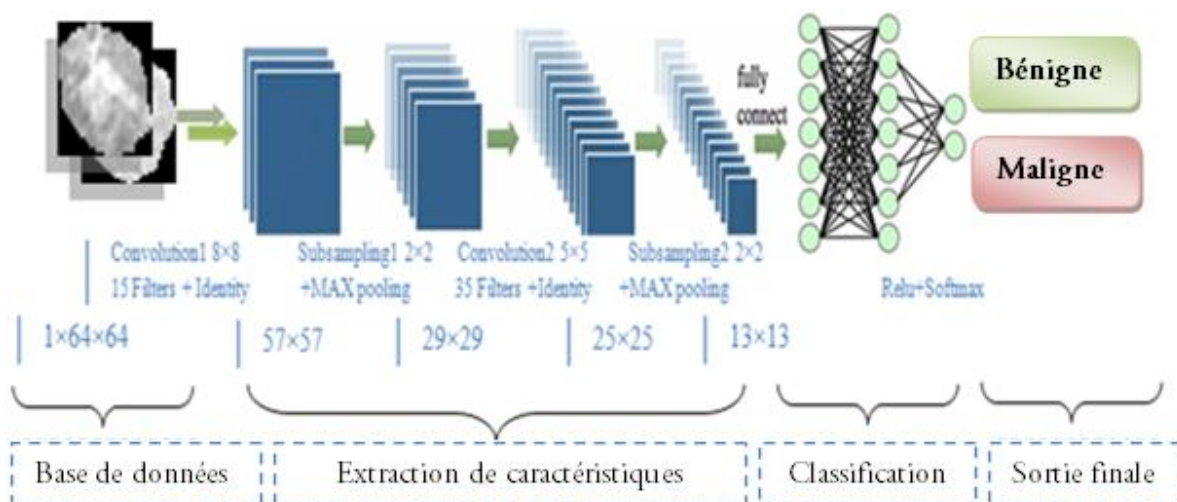 fully
connect
Bénigne
Maligne
Convolution1 8×8
15 Filters + Identity
Subsampling1 2×2
+MAX pooling
Convolution2 5×5
35 Filters +Identity
Subsampling2 2×2
+MAX pooling
Relu+Softmax
1×64×64
57×57
29×29
25×25
13×13
Base de données
Extraction de caractéristiques
Classification
Sortie finale